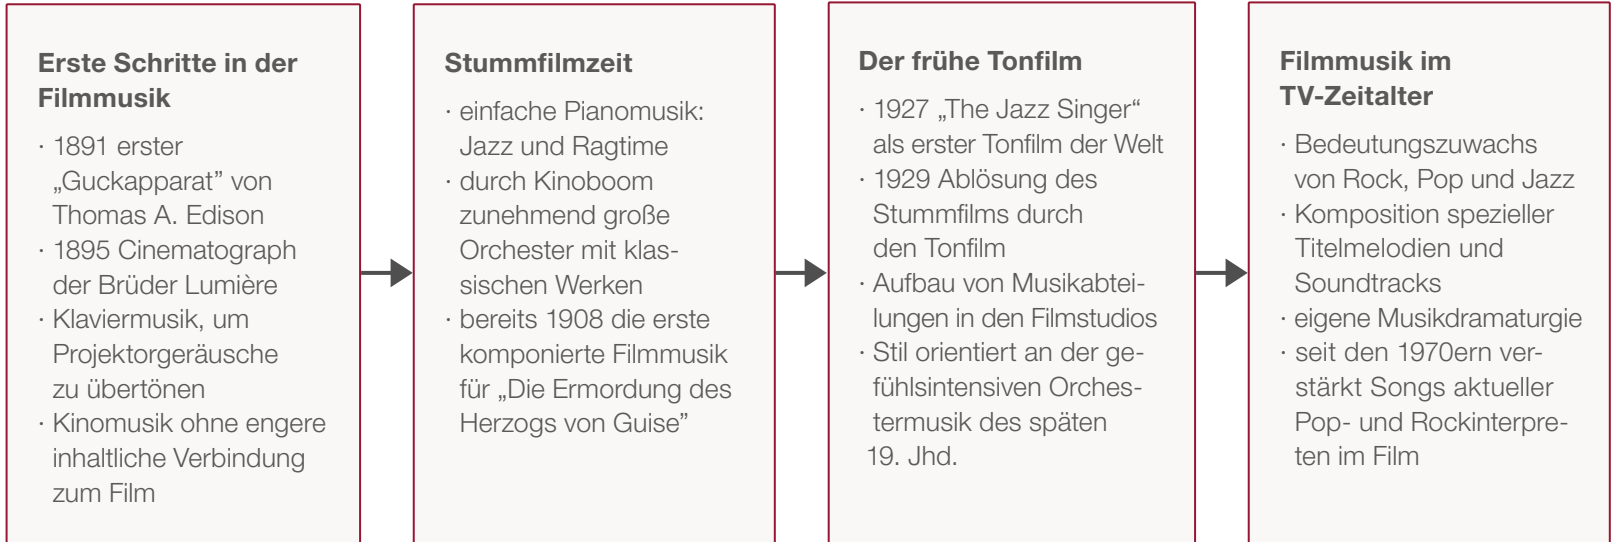 Erste Schritte in der
Filmmusik
· 1891 erster
„Guckapparat” von
Thomas A. Edison
· 1895 Cinematograph
der Brüder Lumière
· Klaviermusik, um
Projektorgeräusche
zu übertönen
· Kinomusik ohne engere
inhaltliche Verbindung
zum Film
Stummfilmzeit
· einfache Pianomusik:
Jazz und Ragtime
· durch Kinoboom
zunehmend große
Orchester mit klas-
sischen Werken
· bereits 1908 die erste
komponierte Filmmusik
für „Die Ermordung des
Herzogs von Guise”
Der frühe Tonfilm
· 1927 „The Jazz Singer“
als erster Tonfilm der Welt
· 1929 Ablösung des
Stummfilms durch
den Tonfilm
· Aufbau von Musikabtei-
lungen in den Filmstudios
· Stil orientiert an der ge-
fühlsintensiven Orches-
termusik des späten
19. Jhd.
Filmmusik im
TV-Zeitalter
· Bedeutungszuwachs
von Rock, Pop und Jazz
· Komposition spezieller
Titelmelodien und
Soundtracks
· eigene Musikdramaturgie
· seit den 1970ern ver-
stärkt Songs aktueller
Pop- und Rockinterpre-
ten im Film